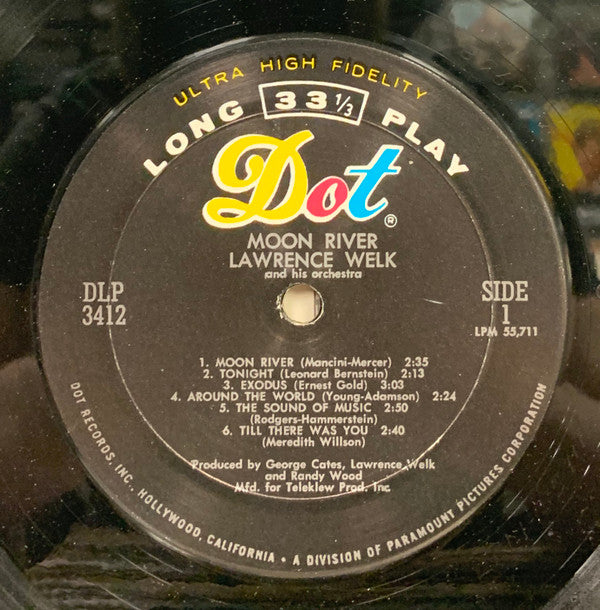 ULTRA HIGH FIDELITY
LONG 33 1/3 PLAY
Dot®
MOON RIVER
LAWRENCE WELK
and his orchestra
DLP
3412
SIDE
1
LPM 55,711
1. MOON RIVER (Mancini-Mercer) 2:35
2. TONIGHT (Leonard Bernstein) 2:13
3. EXODUS (Ernest Gold) 3:03
4. AROUND THE WORLD (Young-Adamson) 2:24
5. THE SOUND OF MUSIC 2:50
(Rodgers-Hammerstein)
6. TILL THERE WAS YOU 2:40
(Meredith Willson)
Produced by George Cates, Lawrence Welk
and Randy Wood
Mfd. for Teleklew Prod. Inc.
DOT RECORDS, INC. HOLLYWOOD, CALIFORNIA • A DIVISION OF PARAMOUNT PICTURES CORPORATION